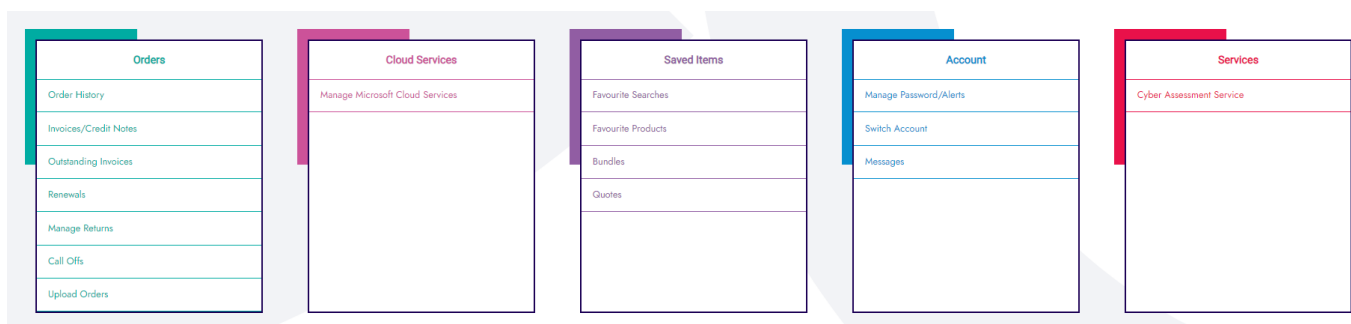 Orders
Order History
Invoices/Credit Notes
Outstanding Invoices
Renewals
Manage Returns
Call Offs
Upload Orders
Cloud Services
Manage Microsoft Cloud Services
Saved Items
Favourite Searches
Favourite Products
Bundles
Quotes
Account
Manage Password/Alerts
Switch Account
Messages
Services
Cyber Assessment Service